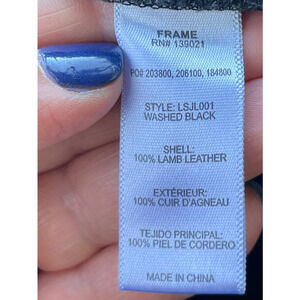 FRAME
RN# 139021
PO# 203800, 206100, 184800
STYLE: LSJL001
WASHED BLACK
SHELL:
100% LAMB LEATHER
EXTÉRIEUR:
100% CUIR D'AGNEAU
TEJIDO PRINCIPAL:
100% PIEL DE CORDERO
MADE IN CHINA